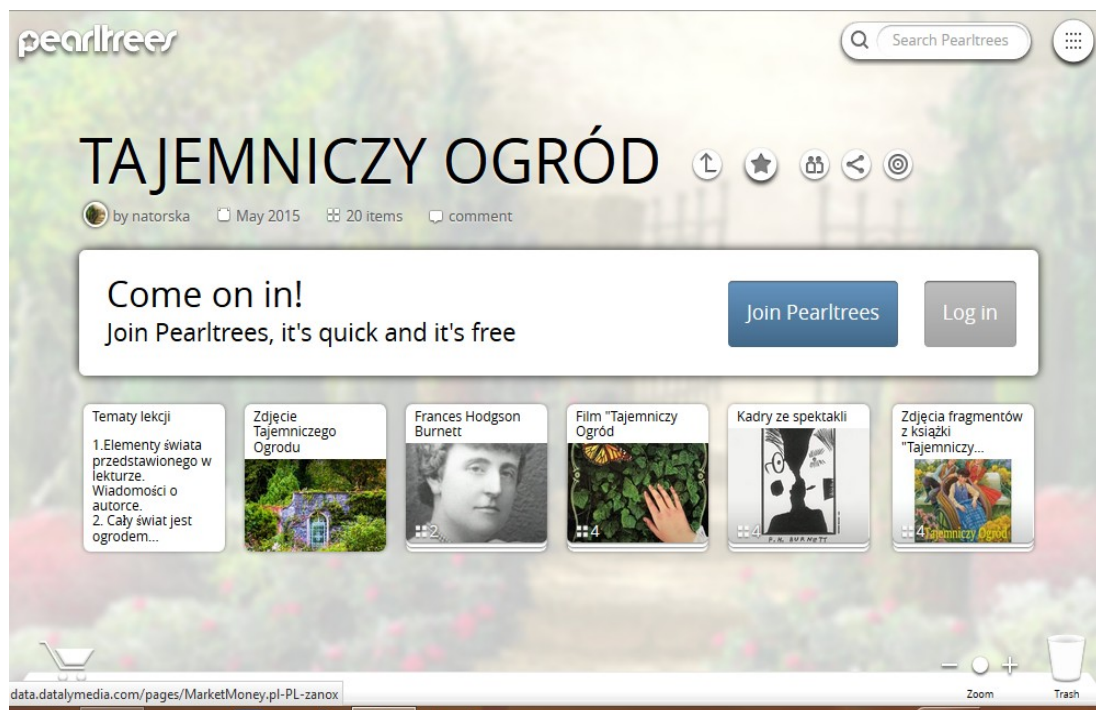 pearltrees
Search Pearltrees
TAJEMNICZY OGRÓD
by natorska May 2015 20 items comment
Come on in!
Join Pearltrees, it's quick and it's free
Join Pearltrees
Log in
Tematy lekcji
1.Elementy świata
przedstawionego w
lekturze.
Wiadomości o
autorce.
2. Cały świat jest
ogrodem...
Zdjęcie
Tajemniczego
Ogrodu
Frances Hodgson
Burnett
2
Film "Tajemniczy
Ogród
4
Kadry ze spektakli
4
F.H. BURNETT
Zdjęcia fragmentów
z książki
"Tajemniczy...
4
Tajemniczy Ogród
data.datalymedia.com/pages/MarketMoney.pl-PL-zanox
Zoom
Trash